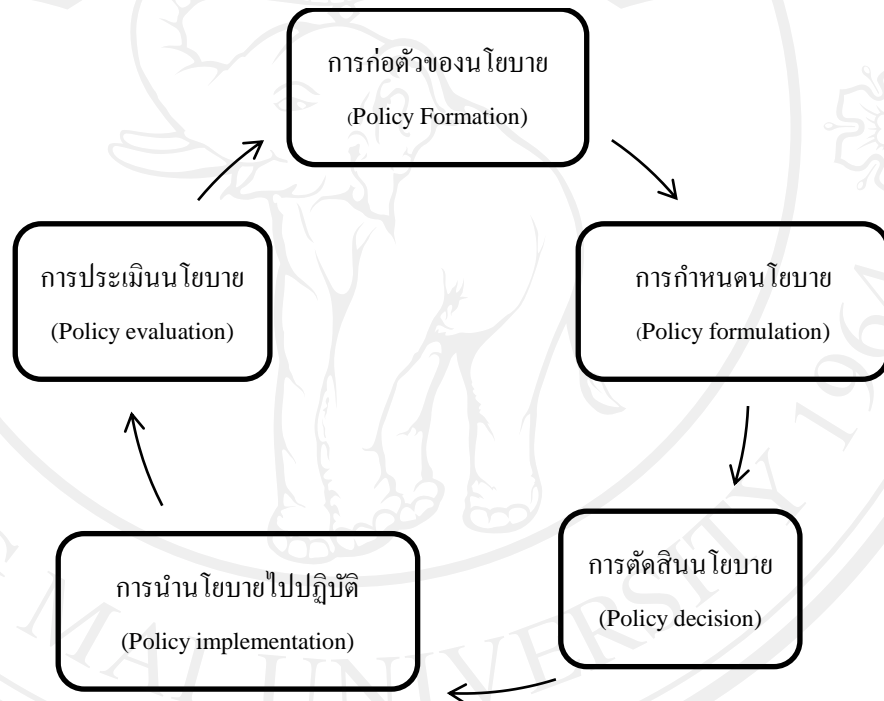 การก่อตัวของนโยบาย
(Policy Formation)
การกำหนดนโยบาย
(Policy formulation)
การตัดสินนโยบาย
(Policy decision)
การนำนโยบายไปปฏิบัติ
(Policy implementation)
การประเมินนโยบาย
(Policy evaluation)
MAI UNIVERSITY 1964